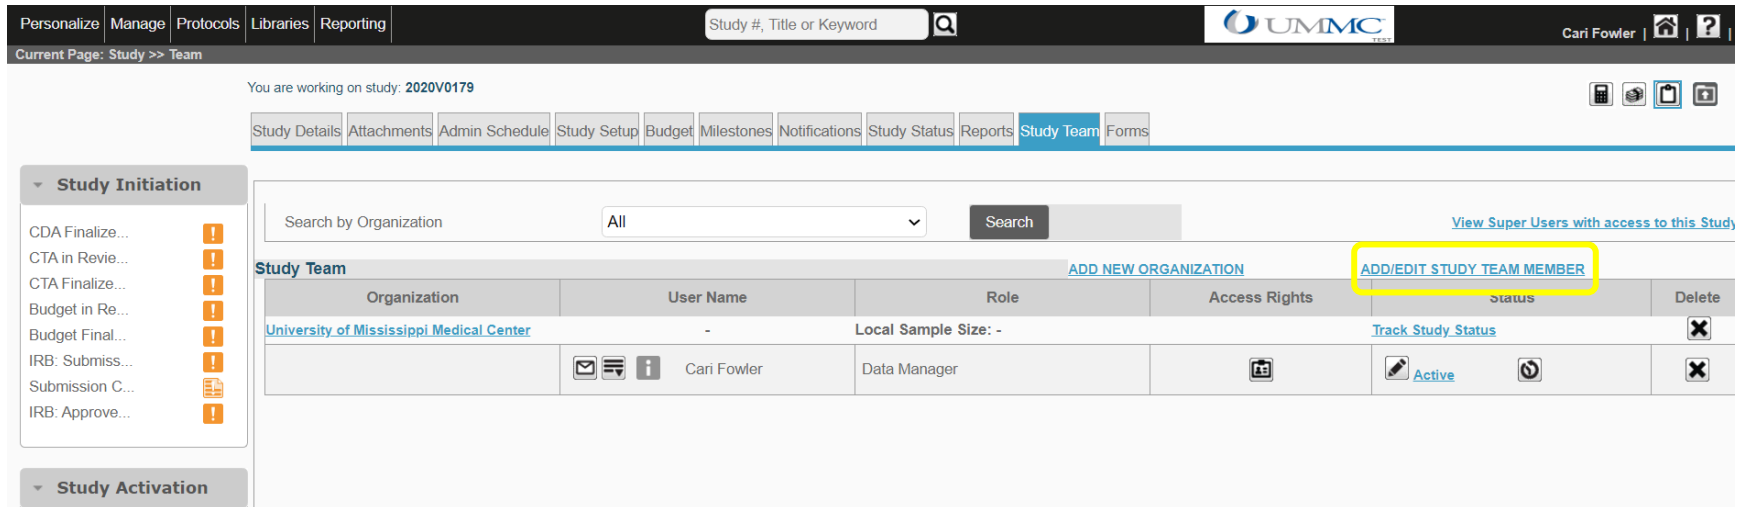 Personalize Manage Protocols Libraries Reporting Study #, Title or Keyword UMMC TEST Cari Fowler | | ? |
Current Page: Study >> Team
You are working on study: 2020V0179
Study Details Attachments Admin Schedule Study Setup Budget Milestones Notifications Study Status Reports Study Team Forms
Study Initiation
CDA Finalize...
CTA in Revie...
CTA Finalize...
Budget in Re...
Budget Final...
IRB: Submiss...
Submission C...
IRB: Approve...
Study Activation
Search by Organization All Search View Super Users with access to this Study
Study Team ADD NEW ORGANIZATION ADD/EDIT STUDY TEAM MEMBER
Organization User Name Role Access Rights Status Delete
University of Mississippi Medical Center - Local Sample Size: - Track Study Status
Cari Fowler Data Manager Active